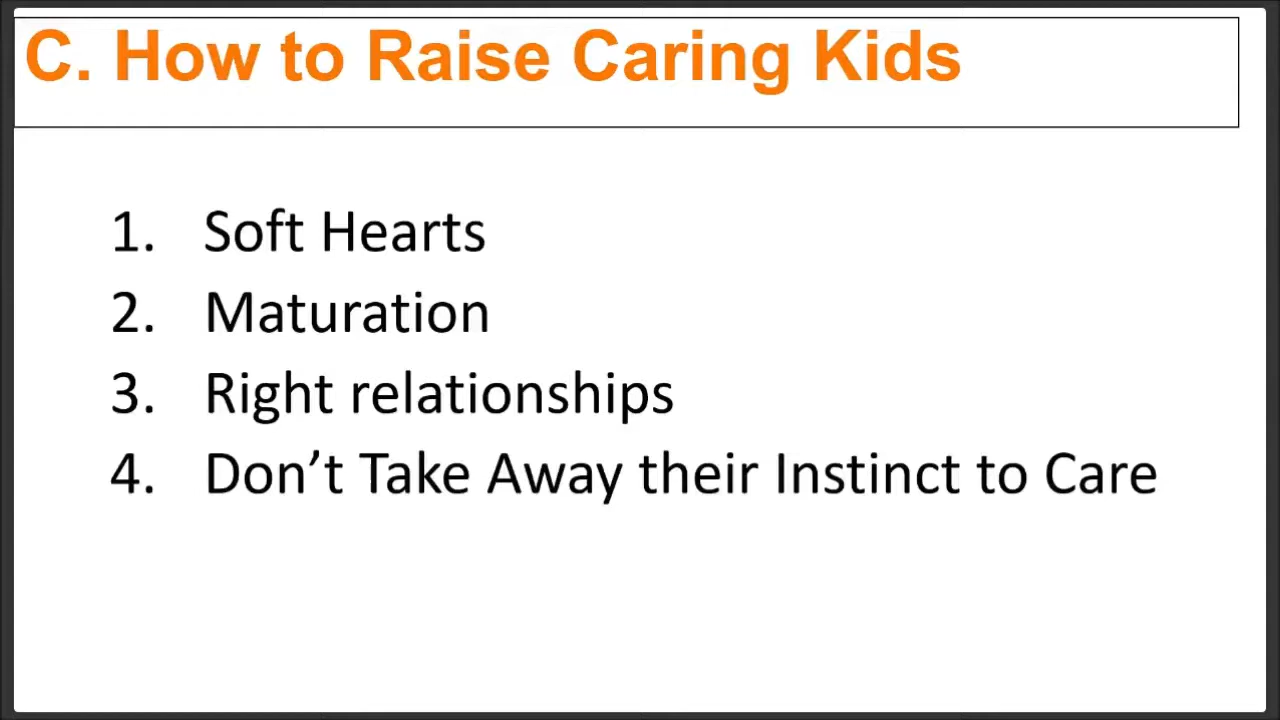 C. How to Raise Caring Kids
1. Soft Hearts
2. Maturation
3. Right relationships
4. Don’t Take Away their Instinct to Care